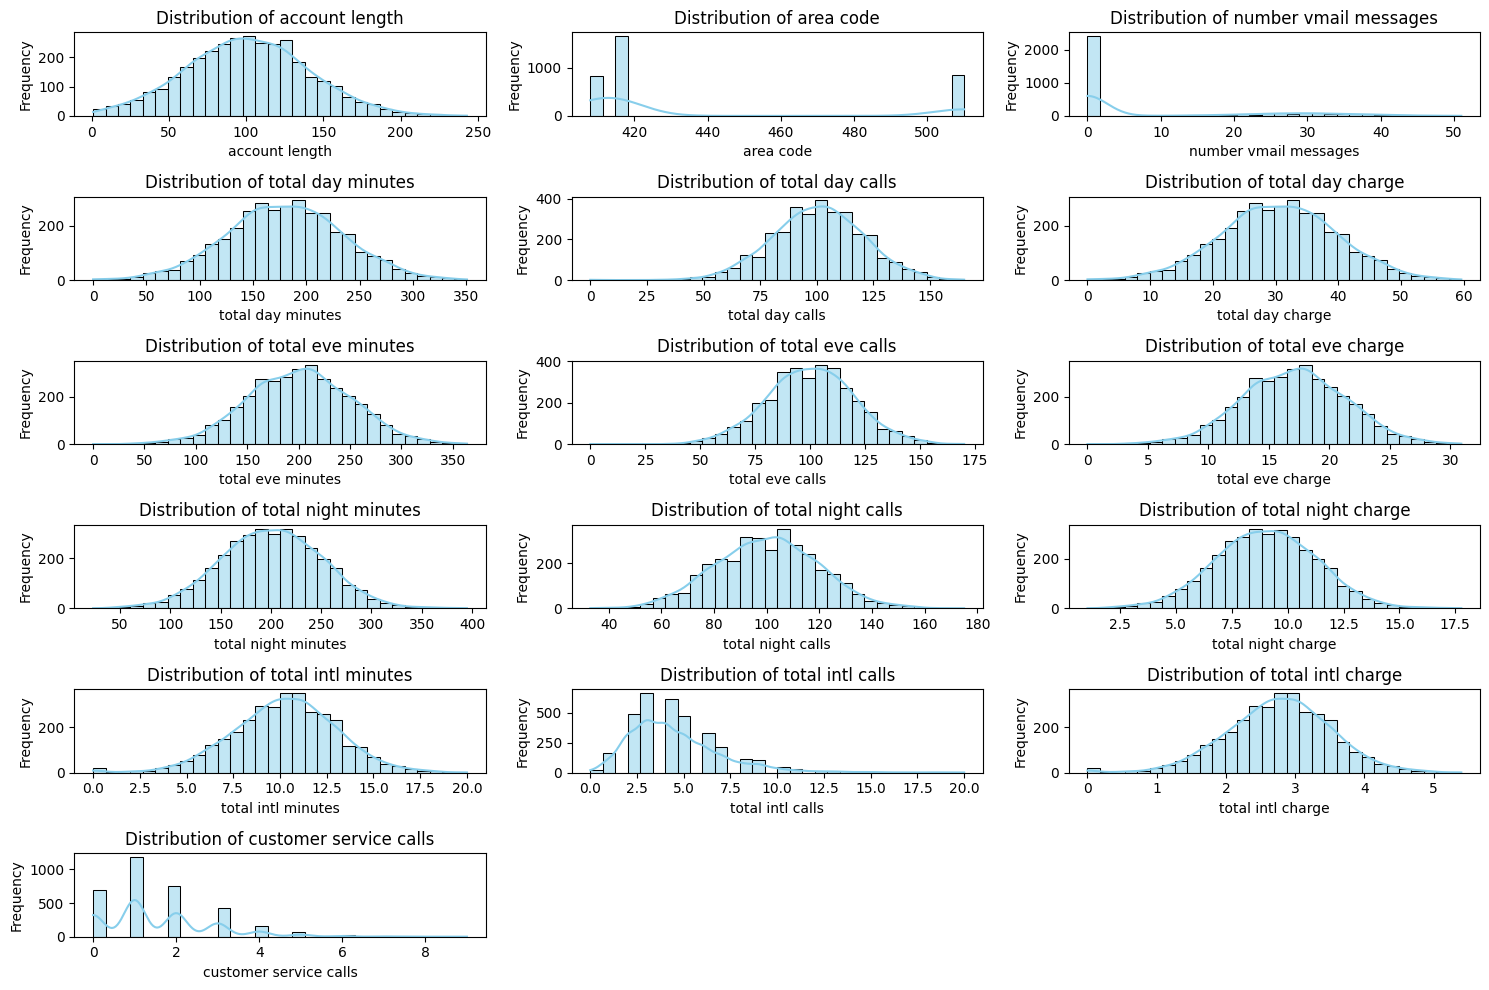 Distribution of account length
Frequency
200
100
0
0 50 100 150 200 250
account length
Distribution of area code
Frequency
1000
0
420 440 460 480 500
area code
Distribution of number vmail messages
Frequency
2000
1000
0
0 10 20 30 40 50
number vmail messages
Distribution of total day minutes
Frequency
200
0
0 50 100 150 200 250 300 350
total day minutes
Distribution of total day calls
Frequency
400
200
0
0 25 50 75 100 125 150
total day calls
Distribution of total day charge
Frequency
200
0
0 10 20 30 40 50 60
total day charge
Distribution of total eve minutes
Frequency
200
0
0 50 100 150 200 250 300 350
total eve minutes
Distribution of total eve calls
Frequency
400
200
0
0 25 50 75 100 125 150 175
total eve calls
Distribution of total eve charge
Frequency
200
0
0 5 10 15 20 25 30
total eve charge
Distribution of total night minutes
Frequency
200
0
50 100 150 200 250 300 350 400
total night minutes
Distribution of total night calls
Frequency
200
0
40 60 80 100 120 140 160 180
total night calls
Distribution of total night charge
Frequency
200
0
2.5 5.0 7.5 10.0 12.5 15.0 17.5
total night charge
Distribution of total intl minutes
Frequency
200
0
0.0 2.5 5.0 7.5 10.0 12.5 15.0 17.5 20.0
total intl minutes
Distribution of total intl calls
Frequency
500
250
0
0.0 2.5 5.0 7.5 10.0 12.5 15.0 17.5 20.0
total intl calls
Distribution of total intl charge
Frequency
200
0
0 1 2 3 4 5
total intl charge
Distribution of customer service calls
Frequency
1000
500
0
0 2 4 6 8
customer service calls